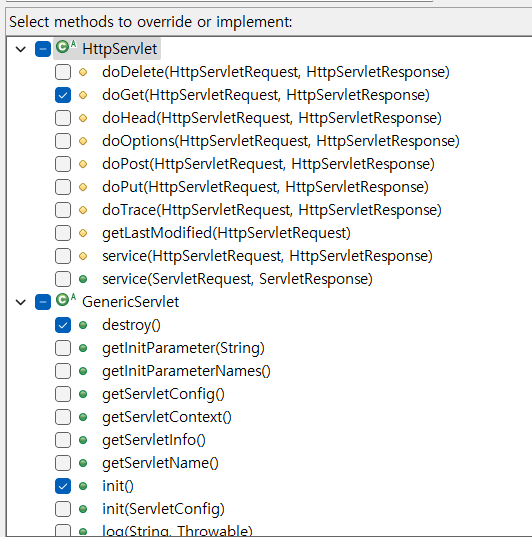 Select methods to override or implement:
HttpServlet
doDelete(HttpServletRequest, HttpServletResponse)
doGet(HttpServletRequest, HttpServletResponse)
doHead(HttpServletRequest, HttpServletResponse)
doOptions(HttpServletRequest, HttpServletResponse)
doPost(HttpServletRequest, HttpServletResponse)
doPut(HttpServletRequest, HttpServletResponse)
doTrace(HttpServletRequest, HttpServletResponse)
getLastModified(HttpServletRequest)
service(HttpServletRequest, HttpServletResponse)
service(ServletRequest, ServletResponse)
GenericServlet
destroy()
getInitParameter(String)
getInitParameterNames()
getServletConfig()
getServletContext()
getServletInfo()
getServletName()
init()
init(ServletConfig)
log(String, Throwable)